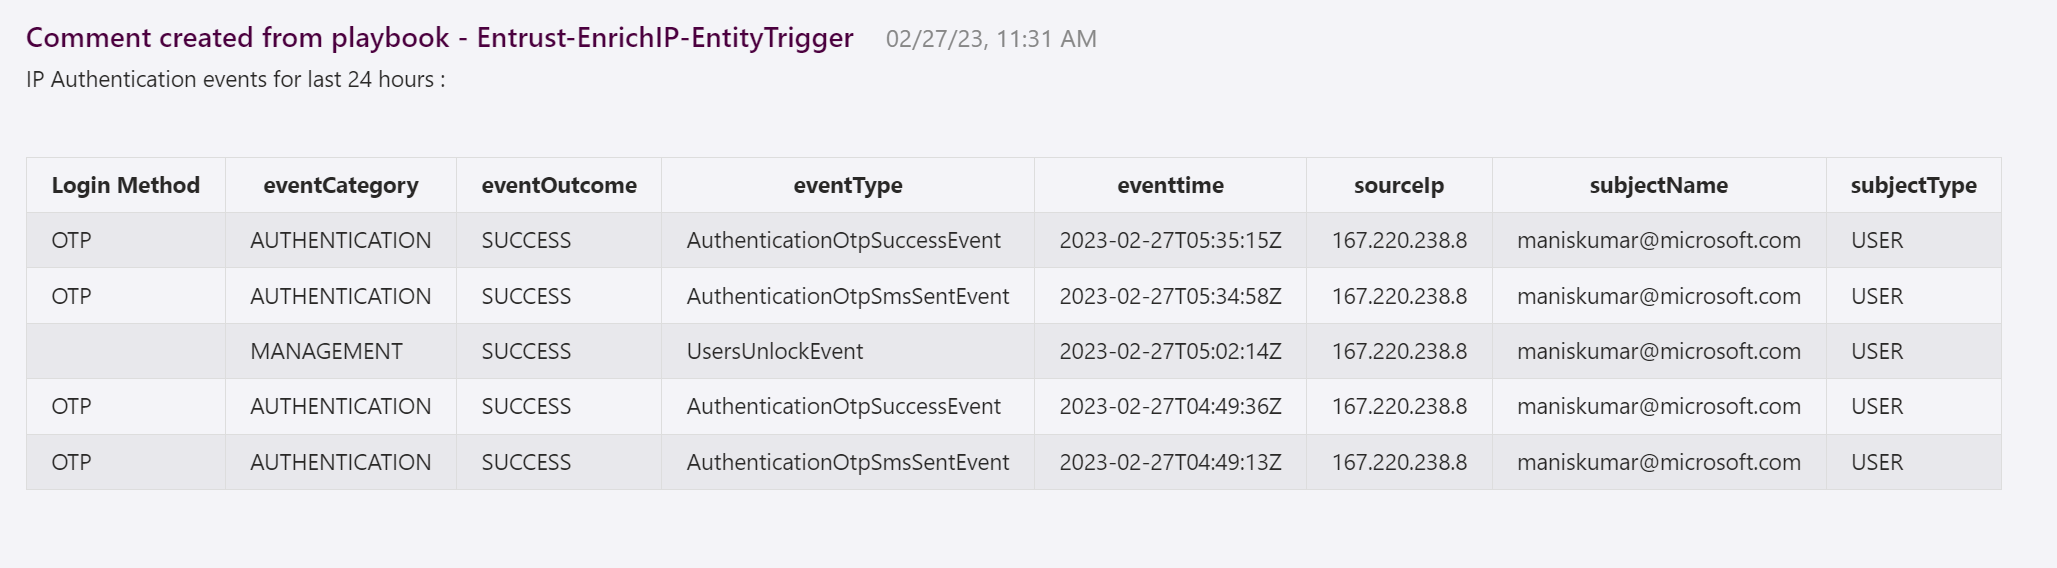 Comment created from playbook - Entrust-EnrichIP-EntityTrigger 02/27/23, 11:31 AM
IP Authentication events for last 24 hours :
Login Method eventCategory eventOutcome eventType eventtime sourceIp subjectName subjectType
OTP AUTHENTICATION SUCCESS AuthenticationOtpSuccessEvent 2023-02-27T05:35:15Z 167.220.238.8 maniskumar@microsoft.com USER
OTP AUTHENTICATION SUCCESS AuthenticationOtpSmsSentEvent 2023-02-27T05:34:58Z 167.220.238.8 maniskumar@microsoft.com USER
MANAGEMENT SUCCESS UsersUnlockEvent 2023-02-27T05:02:14Z 167.220.238.8 maniskumar@microsoft.com USER
OTP AUTHENTICATION SUCCESS AuthenticationOtpSuccessEvent 2023-02-27T04:49:36Z 167.220.238.8 maniskumar@microsoft.com USER
OTP AUTHENTICATION SUCCESS AuthenticationOtpSmsSentEvent 2023-02-27T04:49:13Z 167.220.238.8 maniskumar@microsoft.com USER